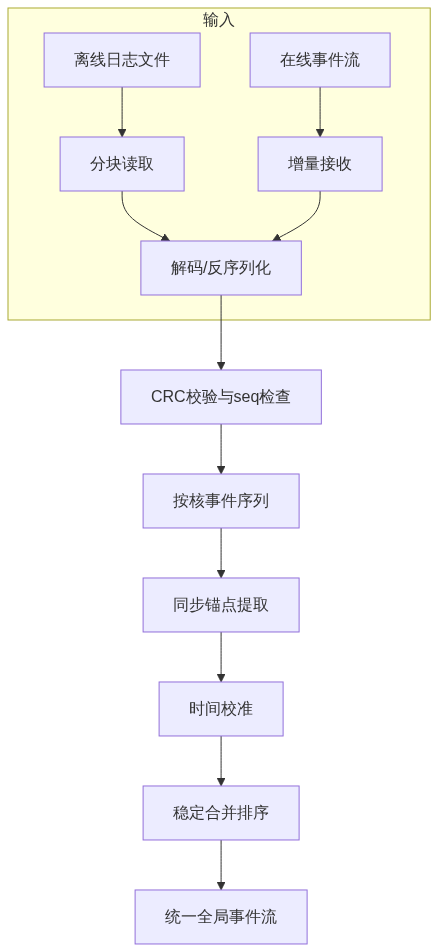 输入
离线日志文件
在线事件流
分块读取
增量接收
解码/反序列化
CRC校验与seq检查
按核事件序列
同步锚点提取
时间校准
稳定合并排序
统一全局事件流